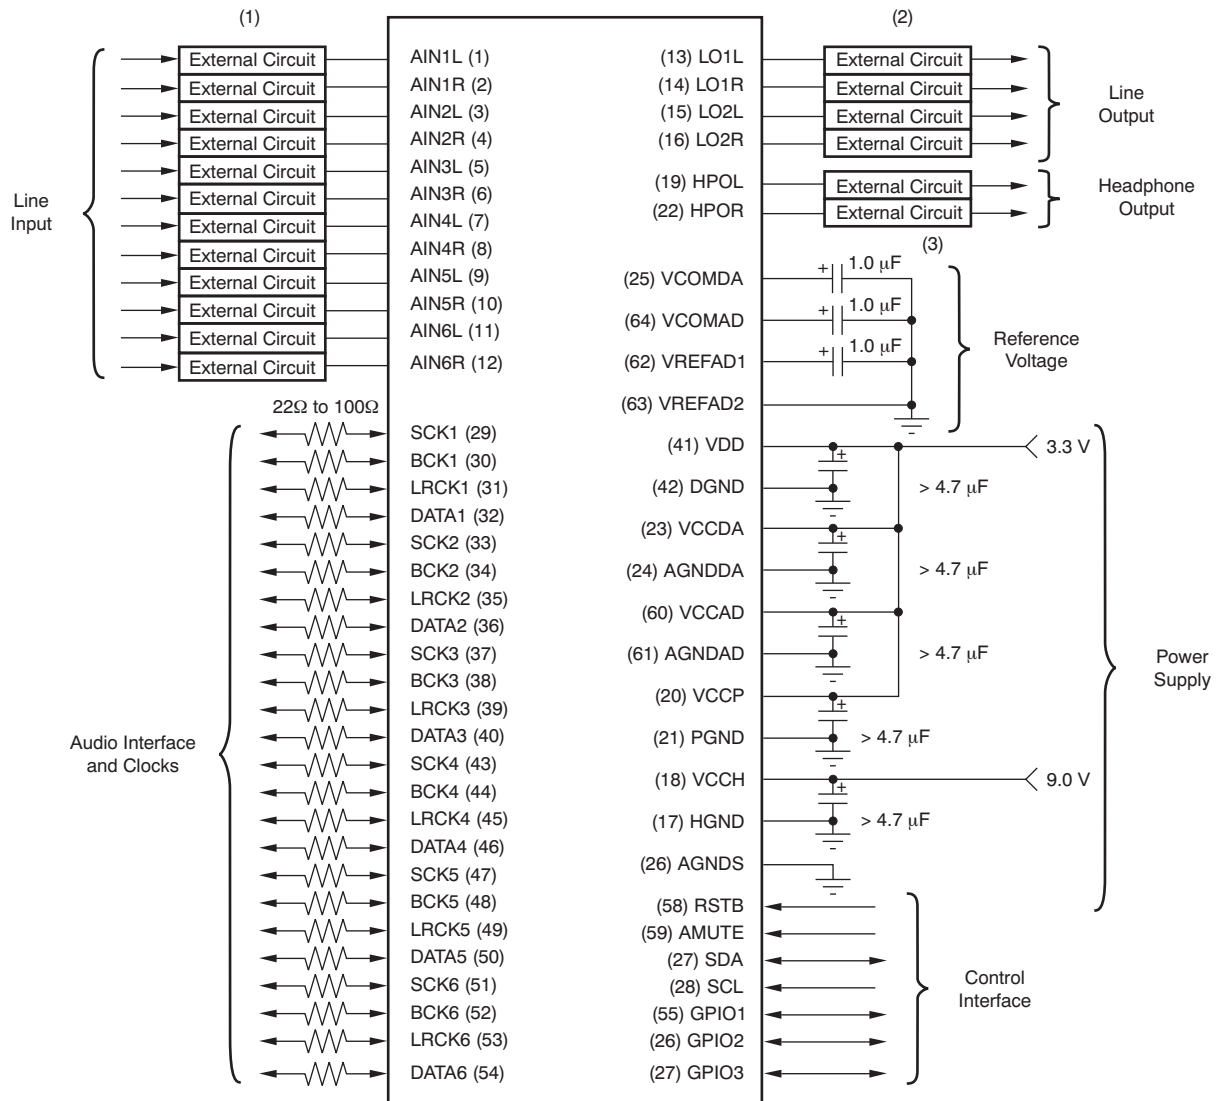 (1)
External Circuit
External Circuit
External Circuit
External Circuit
External Circuit
External Circuit
External Circuit
External Circuit
External Circuit
External Circuit
External Circuit
External Circuit
Line
Input
AIN1L (1)
AIN1R (2)
AIN2L (3)
AIN2R (4)
AIN3L (5)
AIN3R (6)
AIN4L (7)
AIN4R (8)
AIN5L (9)
AIN5R (10)
AIN6L (11)
AIN6R (12)
22Ω to 100Ω
Audio Interface
and Clocks
SCK1 (29)
BCK1 (30)
LRCK1 (31)
DATA1 (32)
SCK2 (33)
BCK2 (34)
LRCK2 (35)
DATA2 (36)
SCK3 (37)
BCK3 (38)
LRCK3 (39)
DATA3 (40)
SCK4 (43)
BCK4 (44)
LRCK4 (45)
DATA4 (46)
SCK5 (47)
BCK5 (48)
LRCK5 (49)
DATA5 (50)
SCK6 (51)
BCK6 (52)
LRCK6 (53)
DATA6 (54)
(2)
(13) LO1L
(14) LO1R
(15) LO2L
(16) LO2R
External Circuit
External Circuit
External Circuit
External Circuit
Line
Output
(19) HPOL
(22) HPOR
External Circuit
External Circuit
Headphone
Output
(3)
(25) VCOMDA
+ 1.0 μF
(64) VCOMAD
+ 1.0 μF
(62) VREFAD1
+ 1.0 μF
(63) VREFAD2
Reference
Voltage
(41) VDD
+
3.3 V
(42) DGND
> 4.7 μF
(23) VCCDA
+
(24) AGNDDA
> 4.7 μF
(60) VCCAD
+
(61) AGNDAD
> 4.7 μF
(20) VCCP
+
(21) PGND
> 4.7 μF
(18) VCCH
+
9.0 V
(17) HGND
> 4.7 μF
(26) AGNDS
Power
Supply
(58) RSTB
(59) AMUTE
(27) SDA
(28) SCL
(55) GPIO1
(26) GPIO2
(27) GPIO3
Control
Interface